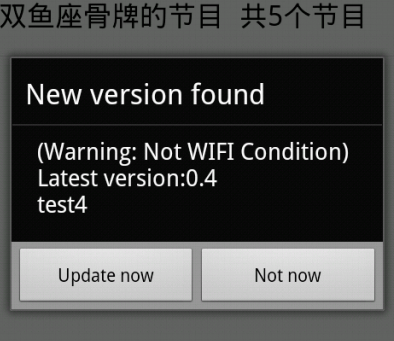 双鱼座骨牌的节目 共5个节目
New version found
(Warning: Not WIFI Condition)
Latest version:0.4
test4
Update now
Not now